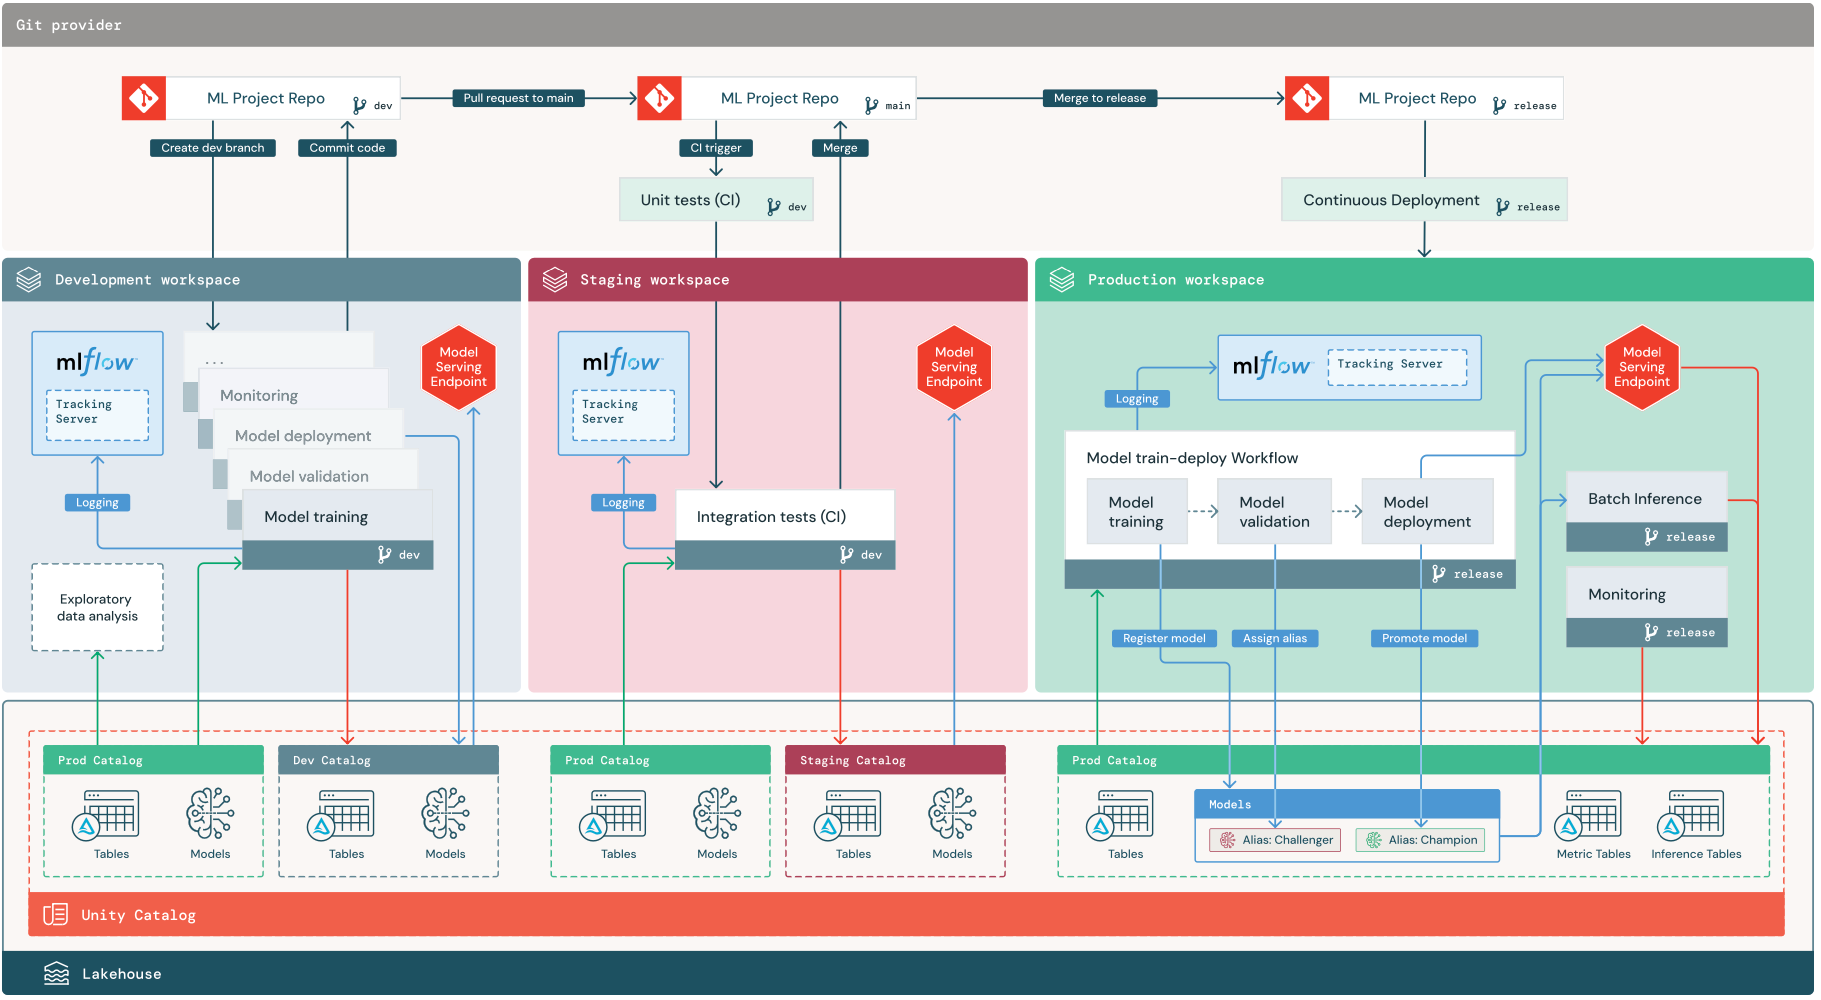 Git provider
ML Project Repo
dev
Pull request to main
ML Project Repo
main
Merge to release
ML Project Repo
release
Create dev branch
Commit code
CI trigger
Merge
Unit tests (CI)
dev
Continuous Deployment
release
Development workspace
mlflow
Tracking
Server
Logging
...
Monitoring
Model deployment
Model validation
Model training
dev
Model
Serving
Endpoint
Exploratory
data analysis
Staging workspace
mlflow
Tracking
Server
Logging
Model
Serving
Endpoint
Integration tests (CI)
dev
Production workspace
mlflow
Tracking Server
Logging
Model
Serving
Endpoint
Model train-deploy Workflow
Model
training
Model
validation
Model
deployment
release
Batch Inference
release
Monitoring
release
Register model
Assign alias
Promote model
Prod Catalog
Tables
Models
Dev Catalog
Tables
Models
Prod Catalog
Tables
Models
Staging Catalog
Tables
Models
Prod Catalog
Tables
Models
Alias: Challenger
Alias: Champion
Metric Tables
Inference Tables
Unity Catalog
Lakehouse